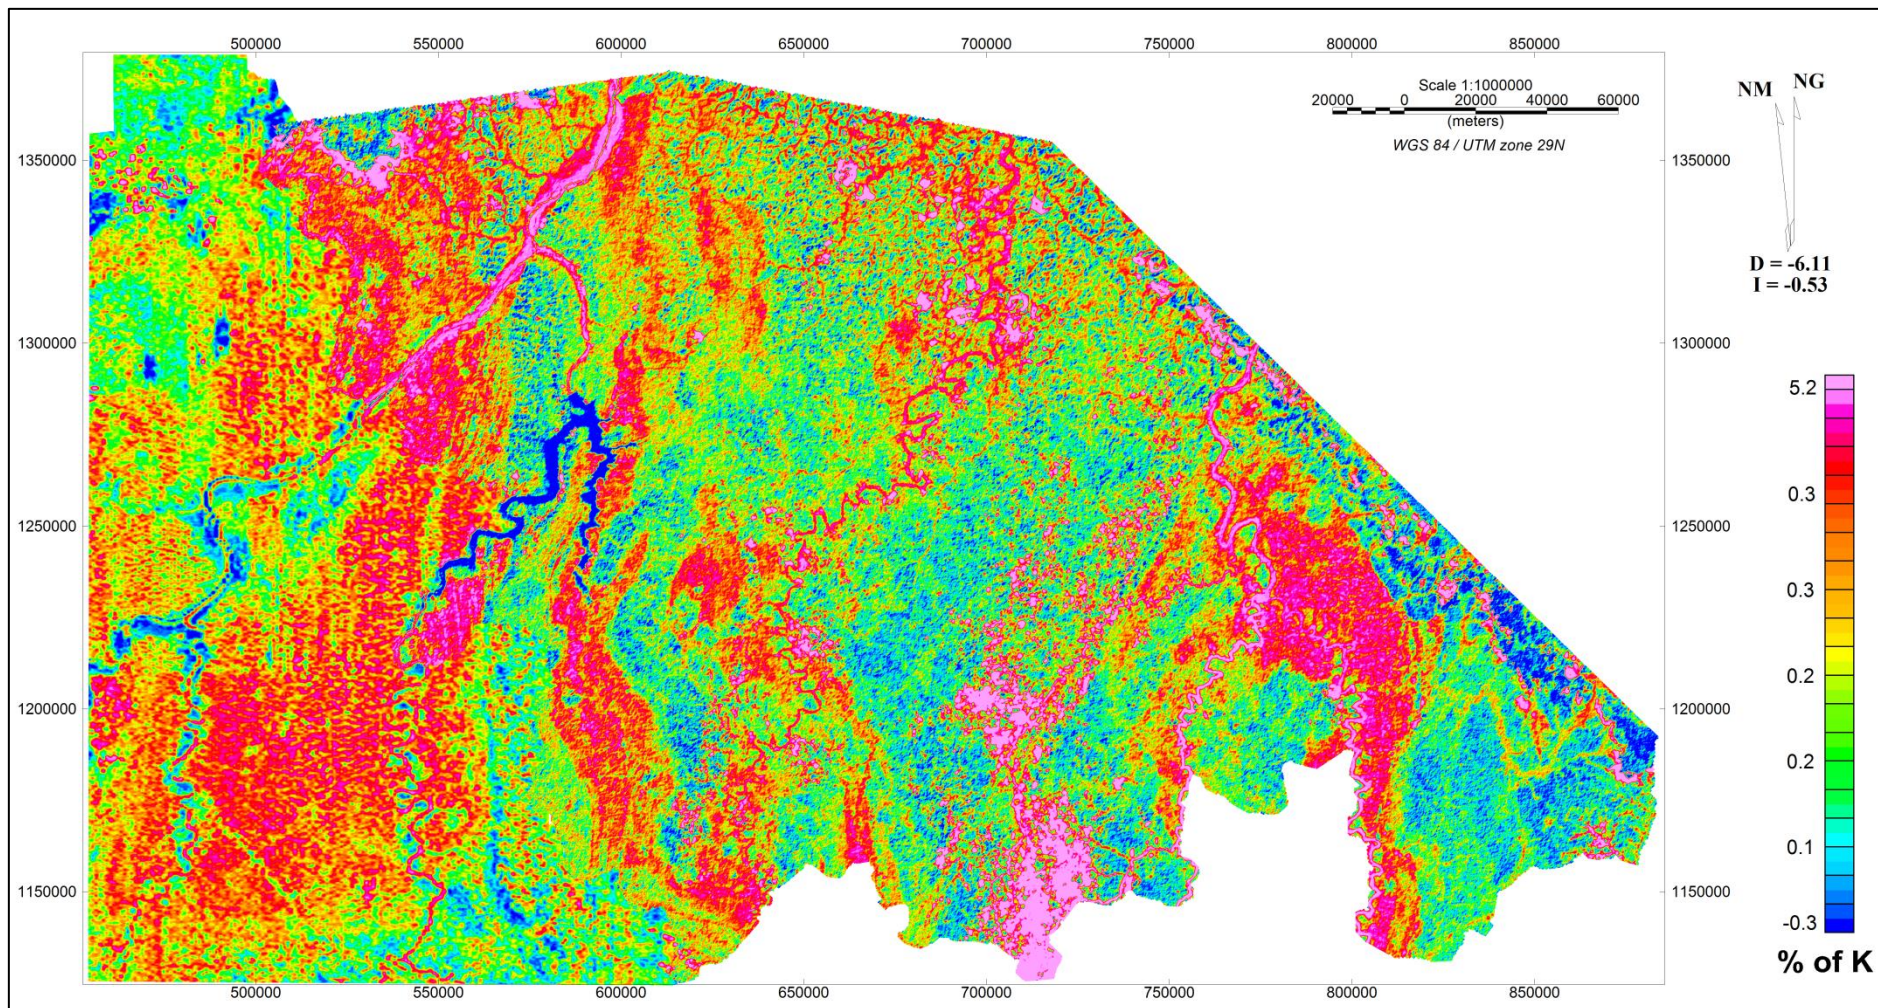 500000 550000 600000 650000 700000 750000 800000 850000
Scale 1:1000000
20000 0 20000 40000 60000
(meters)
WGS 84 / UTM zone 29N
NM NG
D = -6.11
I = -0.53
1350000 1350000
1300000 1300000
1250000 1250000
1200000 1200000
1150000 1150000
5.2
0.3
0.3
0.2
0.2
0.1
-0.3
% of K
500000 550000 600000 650000 700000 750000 800000 850000